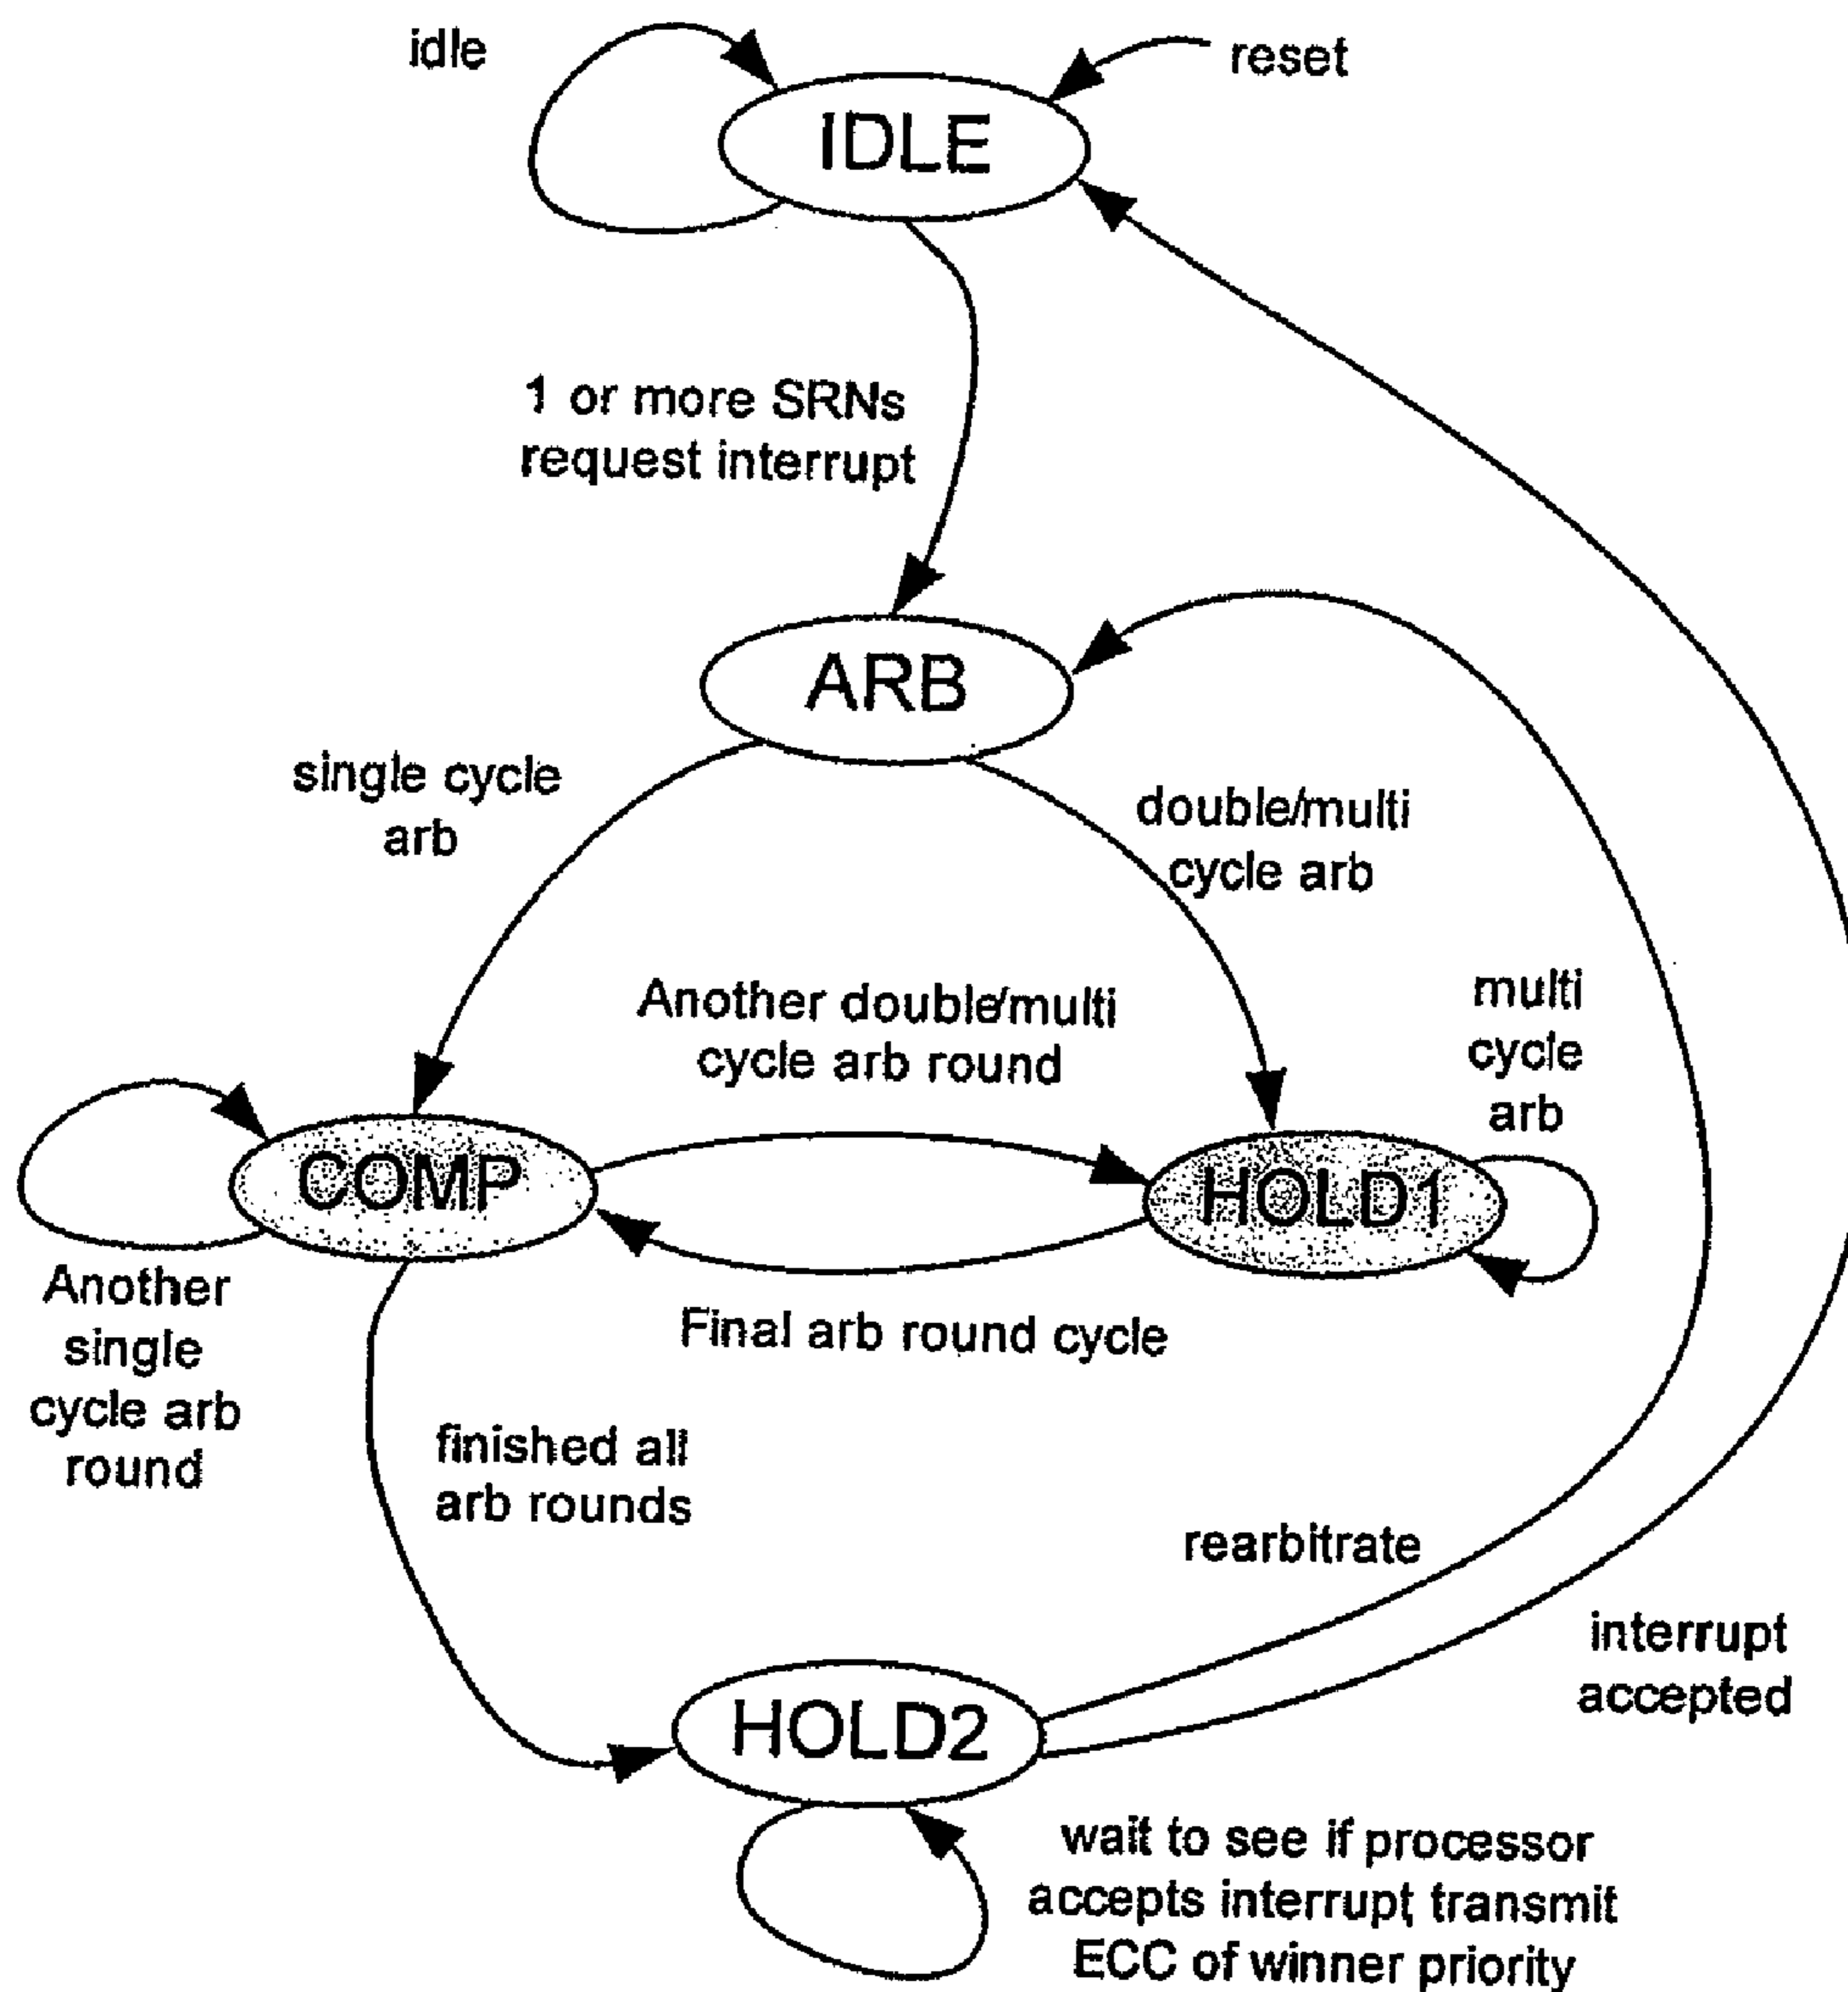 idle
reset
IDLE
1 or more SRNs
request interrupt
ARB
single cycle
arb
double/multi
cycle arb
Another double/multi
cycle arb round
multi
cycle
arb
COMP
HOLD1
Another
single
cycle arb
round
Final arb round cycle
finished all
arb rounds
rearbitrate
interrupt
accepted
HOLD2
wait to see if processor
accepts interrupt; transmit
ECC of winner priority